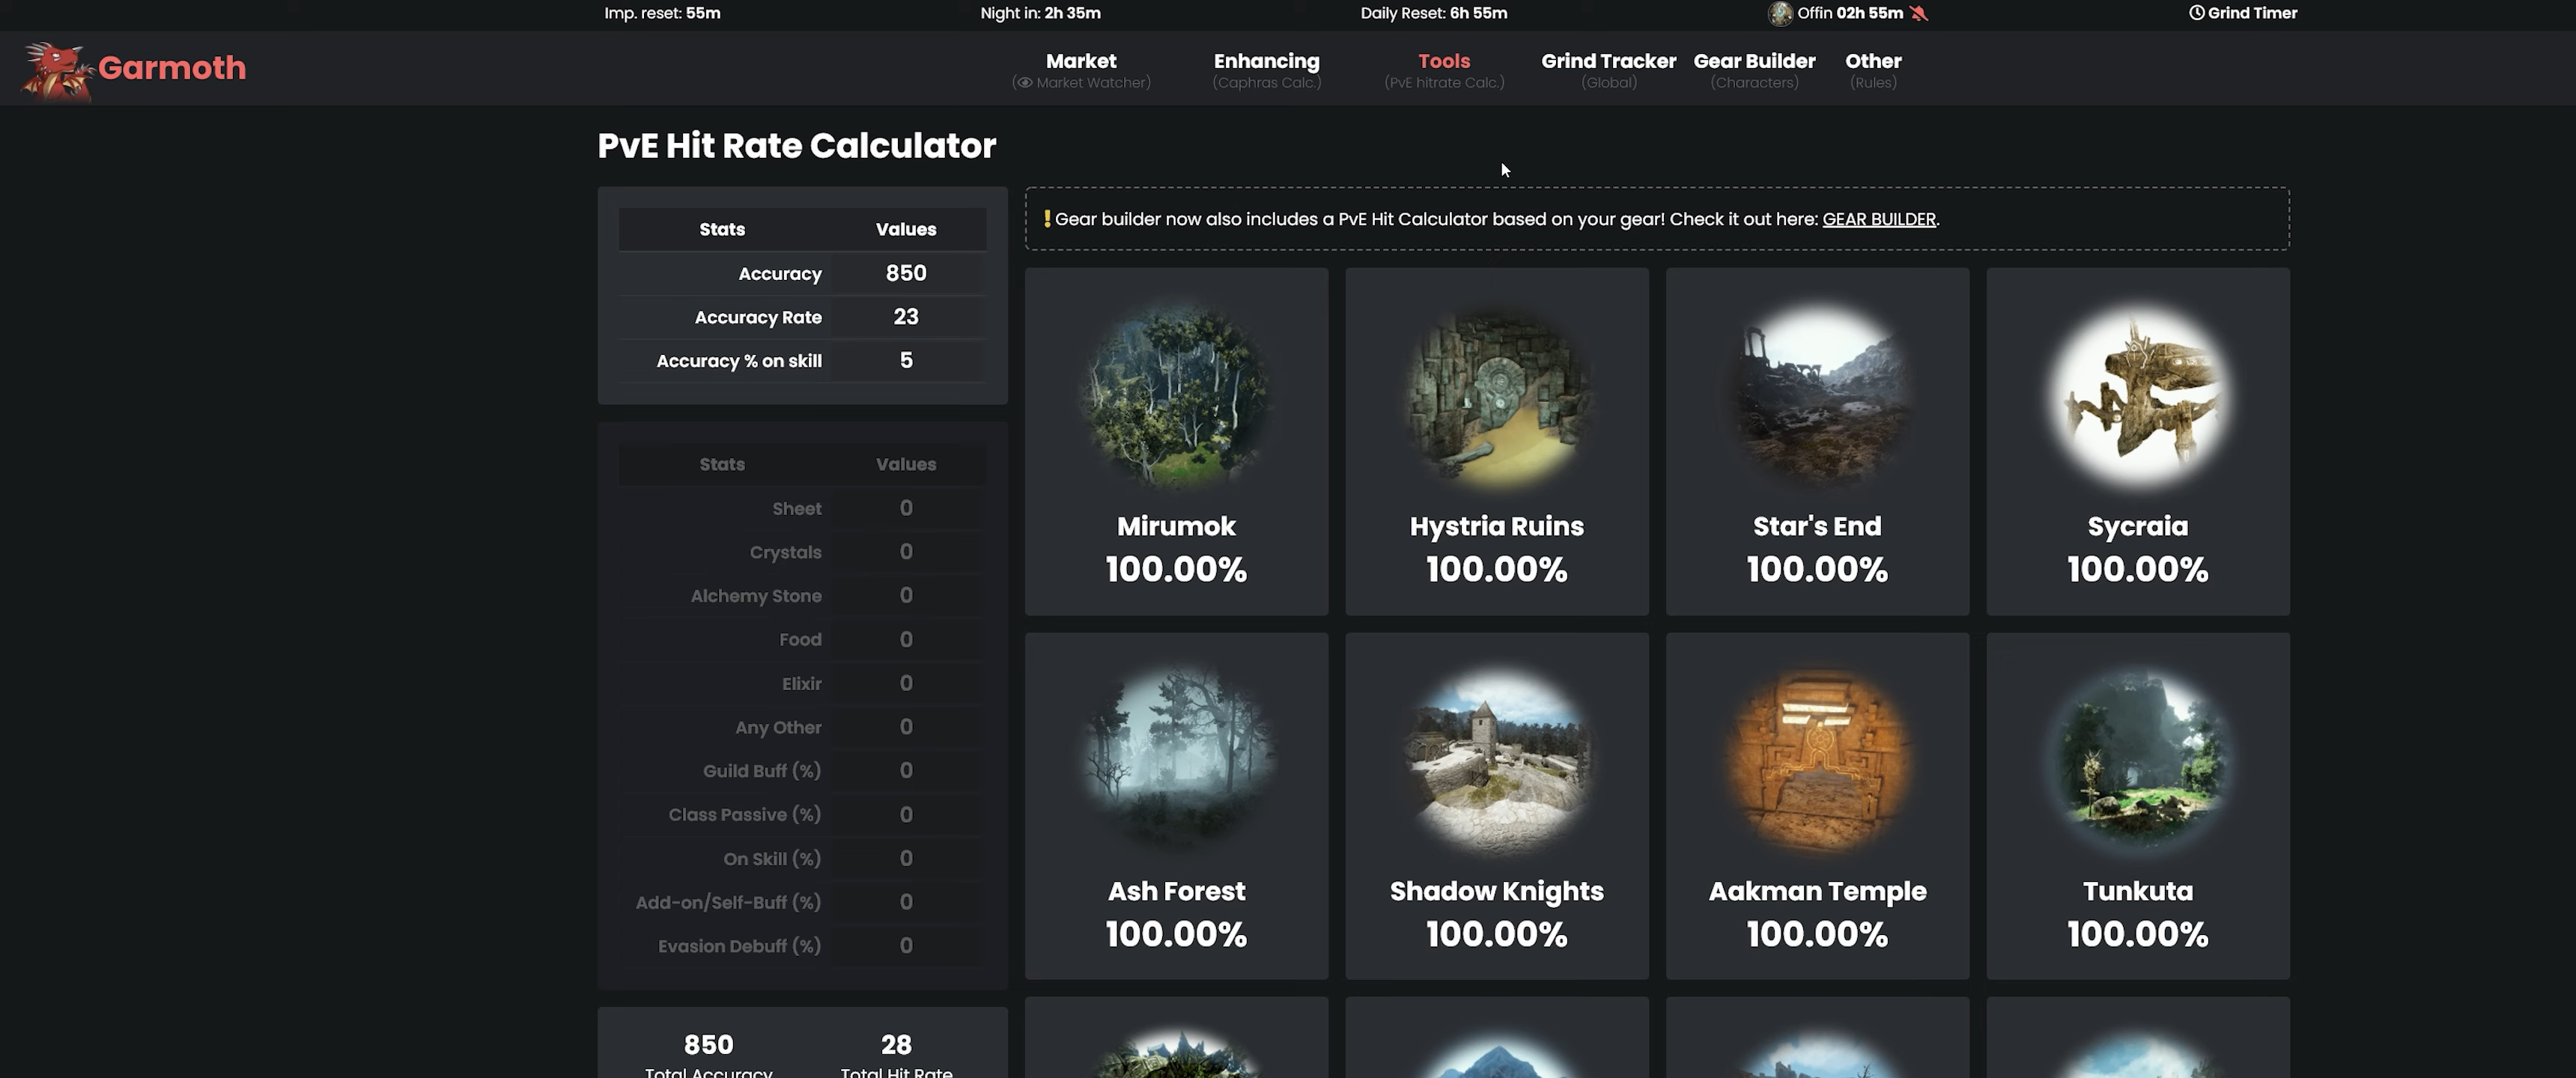 Imp. reset: 55m
Night in: 2h 35m
Daily Reset: 6h 55m
Offin 02h 55m
Grind Timer
Garmoth
Market
(Market Watcher)
Enhancing
(Caphras Calc.)
Tools
(PvE hitrate Calc.)
Grind Tracker
(Global)
Gear Builder
(Characters)
Other
(Rules)
PvE Hit Rate Calculator
Stats Values
Accuracy 850
Accuracy Rate 23
Accuracy % on skill 5
Stats Values
Sheet 0
Crystals 0
Alchemy Stone 0
Food 0
Elixir 0
Any Other 0
Guild Buff (%) 0
Class Passive (%) 0
On Skill (%) 0
Add-on/Self-Buff (%) 0
Evasion Debuff (%) 0
850 28
Total Accuracy Total Hit Rate
❗Gear builder now also includes a PvE Hit Calculator based on your gear! Check it out here: GEAR BUILDER.
Mirumok
100.00%
Hystria Ruins
100.00%
Star's End
100.00%
Sycraia
100.00%
Ash Forest
100.00%
Shadow Knights
100.00%
Aakman Temple
100.00%
Tunkuta
100.00%